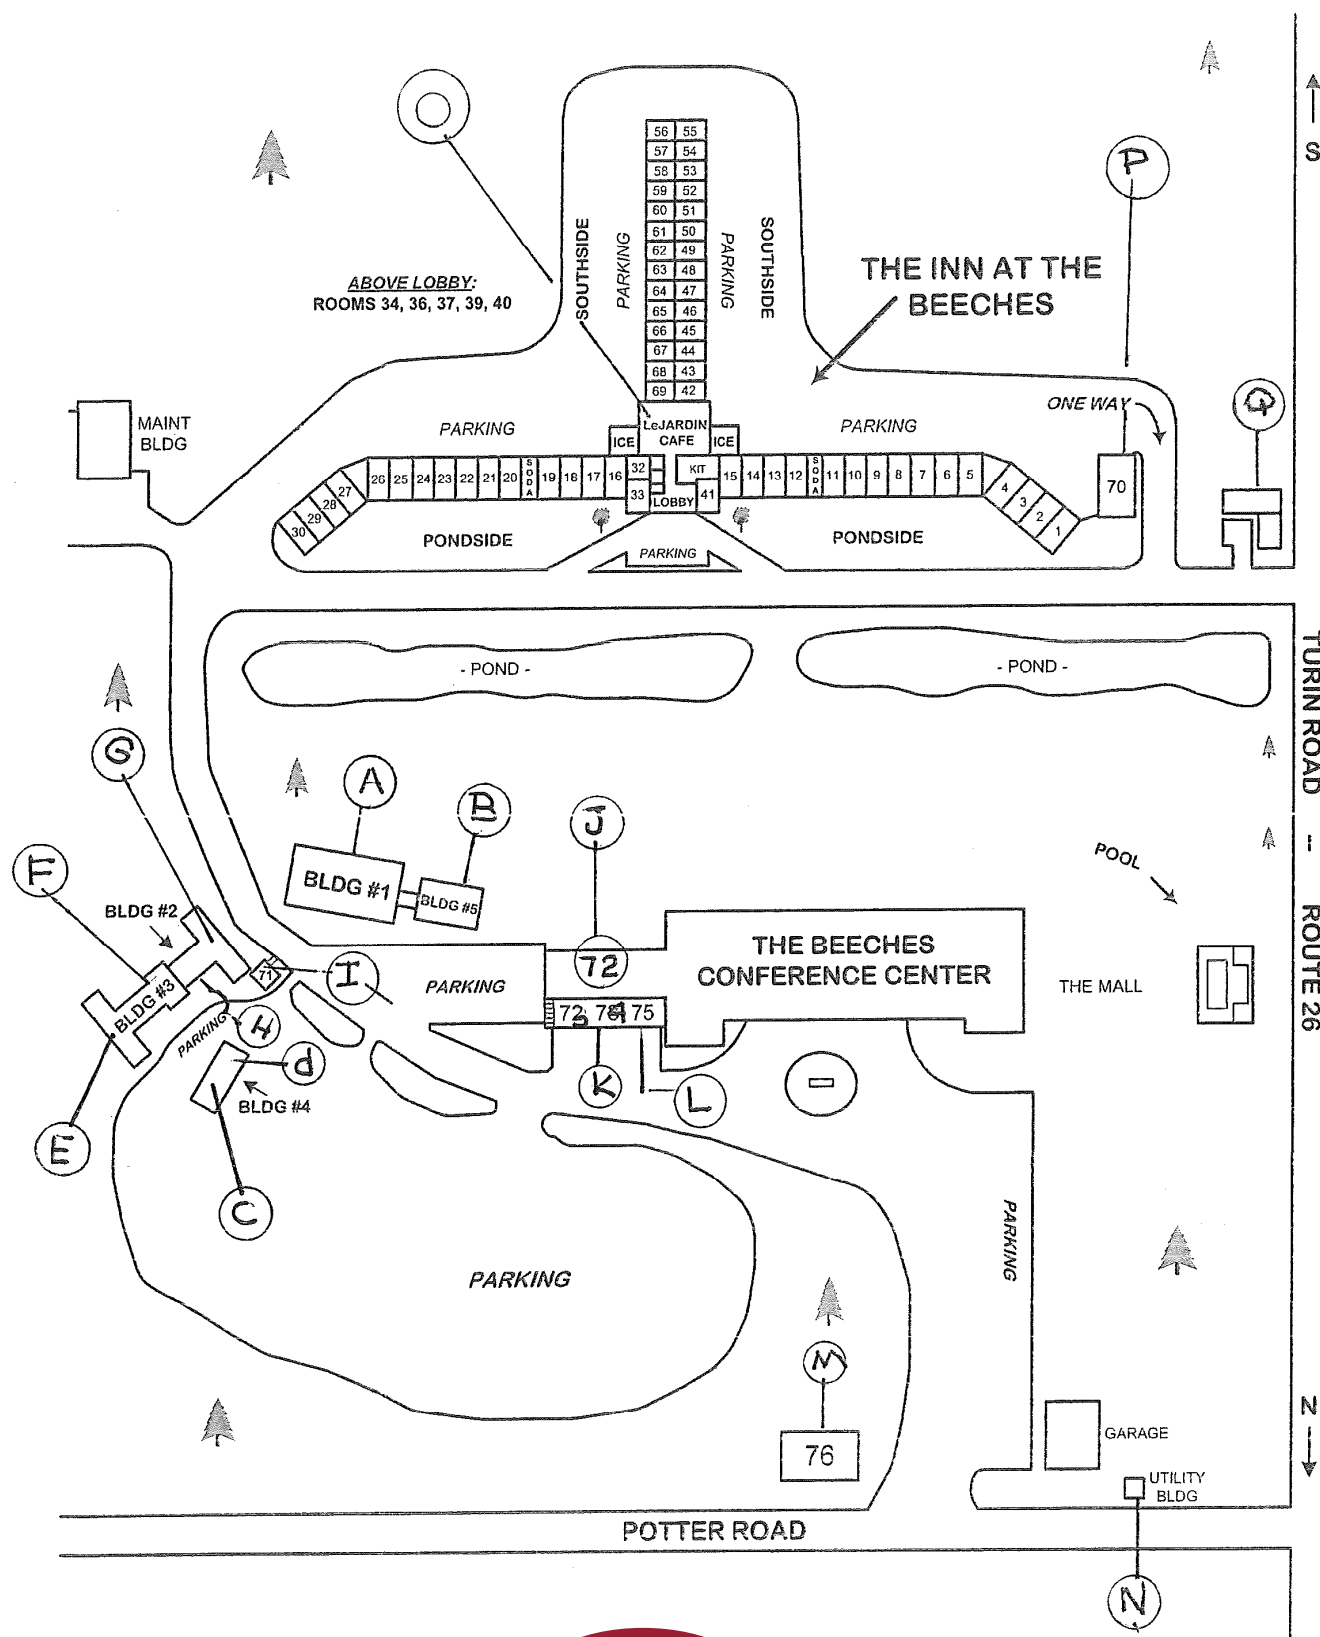 O
P
S
56 55
57 54
58 53
59 52
60 51
61 50
62 49
63 48
64 47
65 46
66 45
67 44
68 43
69 42
SOUTHSIDE
PARKING
PARKING
SOUTHSIDE
THE INN AT THE
BEECHES
ABOVE LOBBY:
ROOMS 34, 36, 37, 39, 40
MAINT
BLDG
PARKING
ICE
LeJARDIN
CAFE
ICE
PARKING
ONE WAY
Q
30 29 28 27 26 25 24 23 22 21 20 SODA 19 18 17 16
32
33
KIT
LOBBY
41
15 14 13 12 SODA 11 10 9 8 7 6 5 4 3 2 1
70
PONDSIDE
PARKING
PONDSIDE
- POND -
- POND -
TURIN ROAD -- ROUTE 26
G
A
B
J
F
BLDG #1
BLDG #5
BLDG #2
BLDG #3
71
I
PARKING
72
THE BEECHES
CONFERENCE CENTER
POOL
THE MALL
73 74 75
PARKING
H
d
BLDG #4
K
L
E
C
PARKING
PARKING
M
76
N
GARAGE
UTILITY
BLDG
POTTER ROAD
N